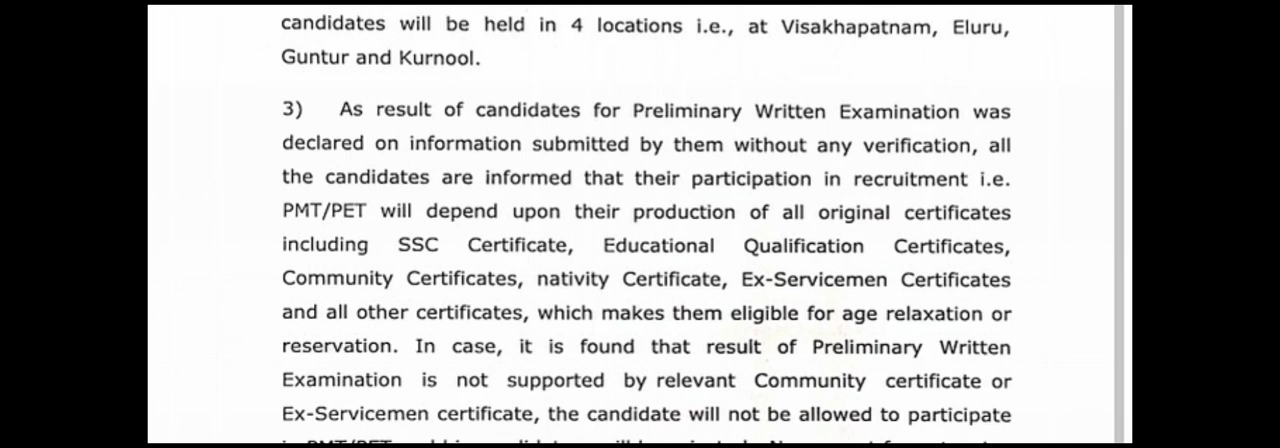 candidates will be held in 4 locations i.e., at Visakhapatnam, Eluru,
Guntur and Kurnool.
3) As result of candidates for Preliminary Written Examination was
declared on information submitted by them without any verification, all
the candidates are informed that their participation in recruitment i.e.
PMT/PET will depend upon their production of all original certificates
including SSC Certificate, Educational Qualification Certificates,
Community Certificates, nativity Certificate, Ex-Servicemen Certificates
and all other certificates, which makes them eligible for age relaxation or
reservation. In case, it is found that result of Preliminary Written
Examination is not supported by relevant Community certificate or
Ex-Servicemen certificate, the candidate will not be allowed to participate